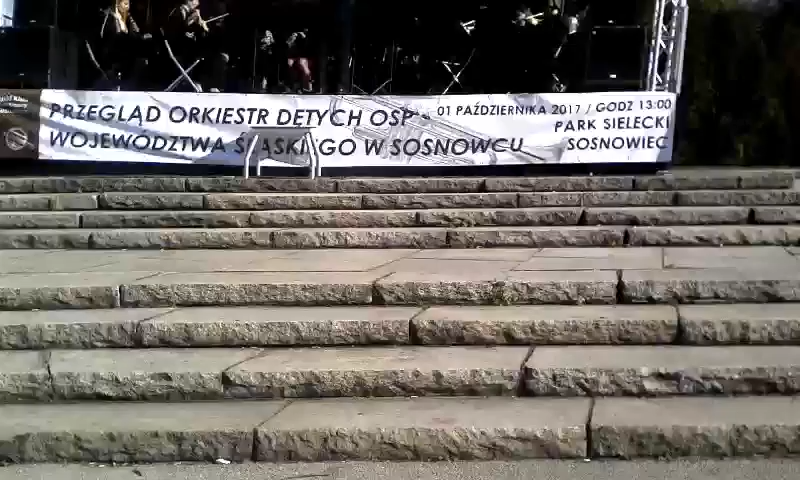 PRZEGLĄD ORKIESTR DĘTYCH OSP
WOJEWÓDZTWA ŚLĄSKIEGO W SOSNOWCU
01 PAŹDZIERNIKA 2017 / GODZ 13:00
PARK SIELECKI
SOSNOWIEC